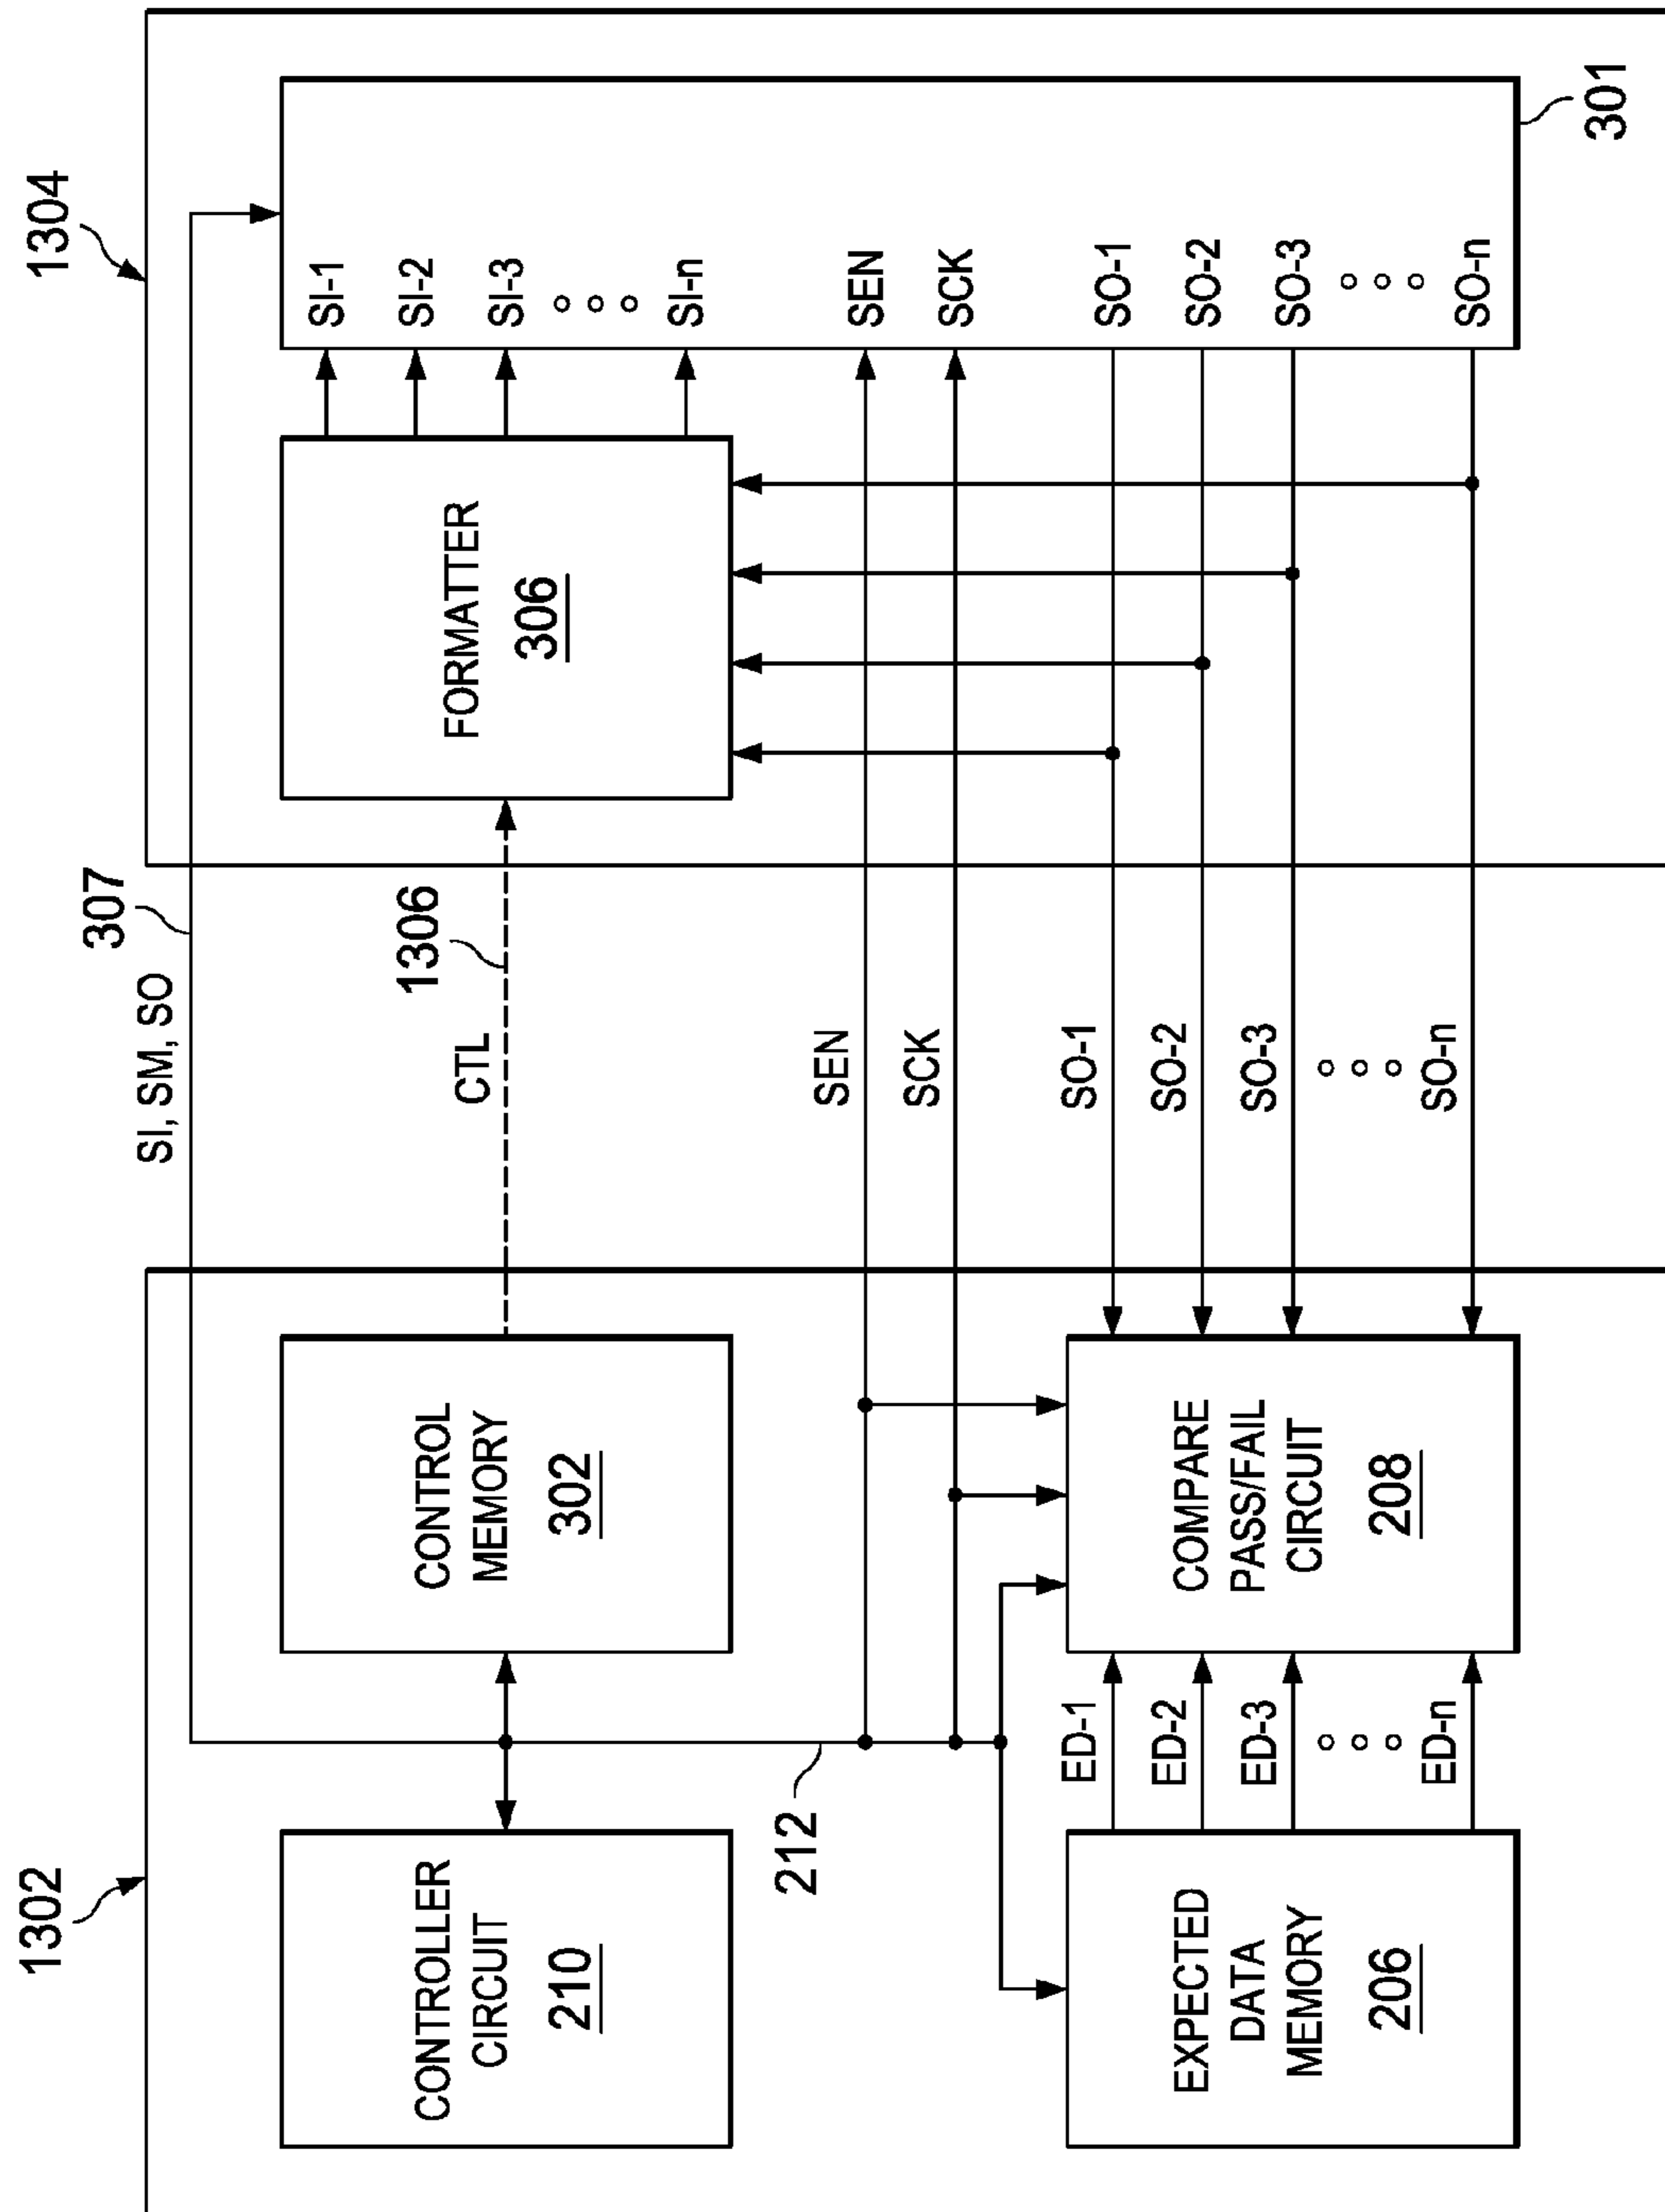 1302
1304
SI, SM, SO
307
CONTROLLER
CIRCUIT
210
CONTROL
MEMORY
302
CTL
1306
FORMATTER
306
SI-1
SI-2
SI-3
SI-n
SEN
SCK
SO-1
SO-2
SO-3
SO-n
301
212
SEN
SCK
SO-1
SO-2
SO-3
SO-n
EXPECTED
DATA
MEMORY
206
ED-1
ED-2
ED-3
ED-n
COMPARE
PASS/FAIL
CIRCUIT
208